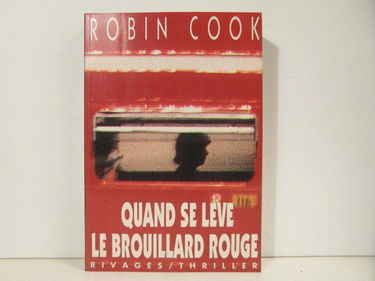 ROBIN COOK
QUAND SE LÈVE
LE BROUILLARD ROUGE
RIVAGES/THRILLER